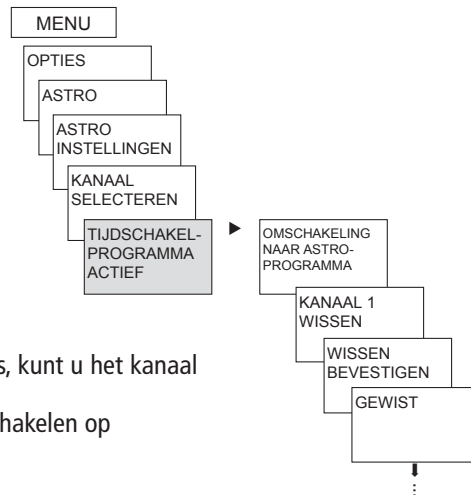 MENU
OPTIES
ASTRO
ASTRO
INSTELLINGEN
KANAAL
SELECTEREN
TIJDSCHAKEL-
PROGRAMMA
ACTIEF
OMSCHAKELING
NAAR ASTRO-
PROGRAMMA
KANAAL 1
WISSEN
WISSEN
BEVESTIGEN
GEWIST
s, kunt u het kanaal
hakelen op